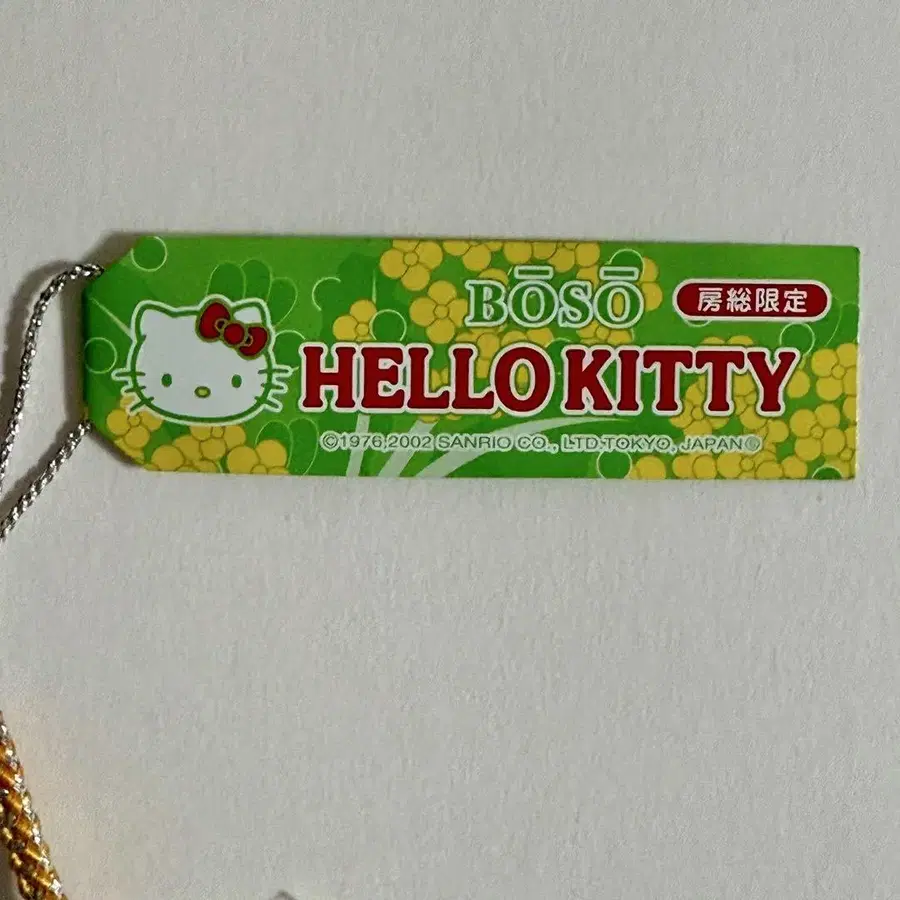 BŌSŌ 房総限定
HELLO KITTY
©1976,2002 SANRIO CO., LTD.TOKYO, JAPAN©